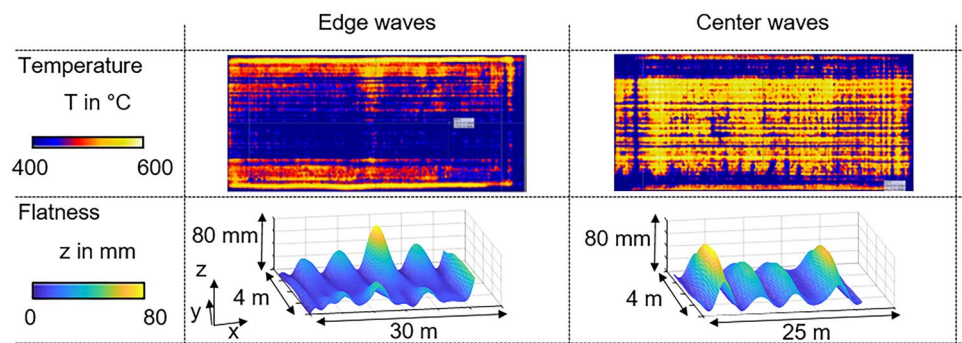 Edge waves
Center waves
Temperature
T in °C
400
600
Flatness
z in mm
0
80
80 mm
4 m
30 m
z
y
x
80 mm
4 m
25 m